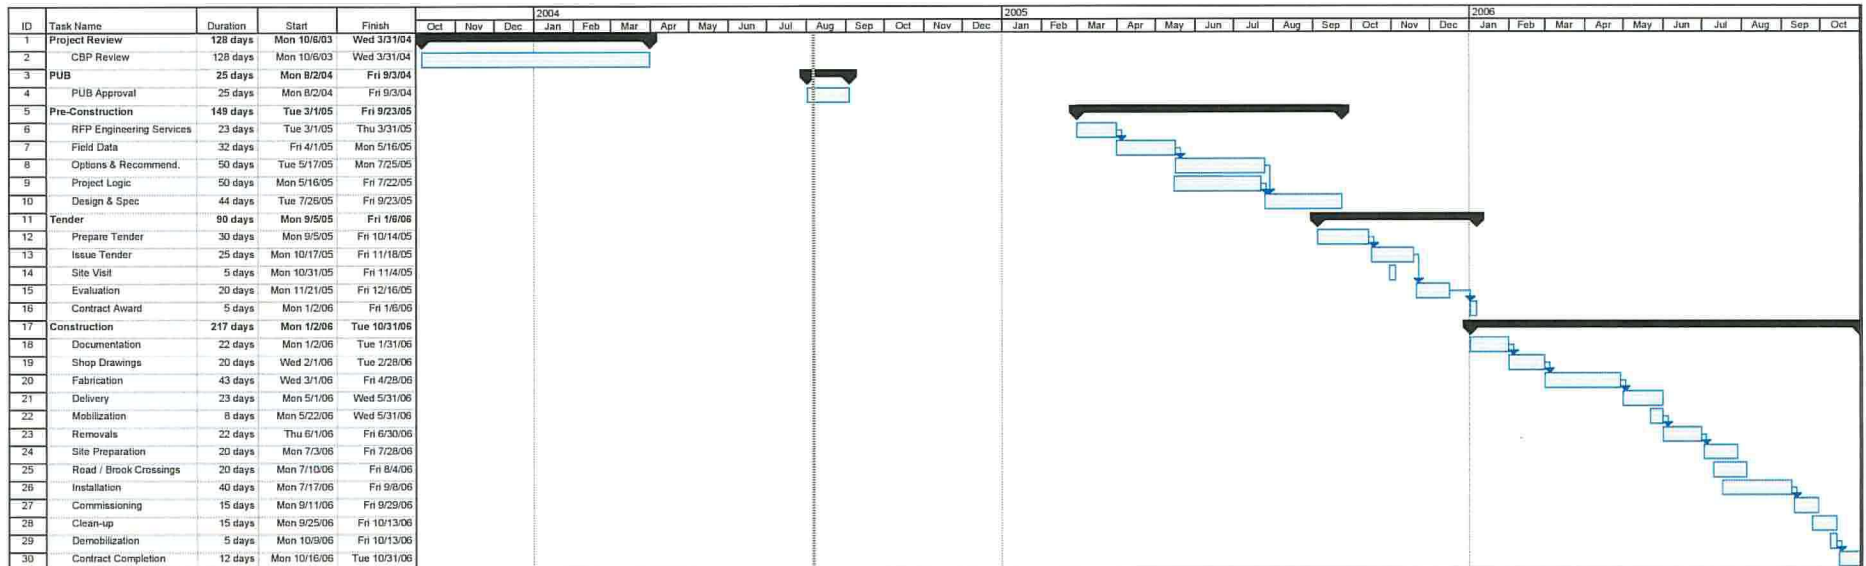 2004 2005 2006
ID Task Name Duration Start Finish Oct Nov Dec Jan Feb Mar Apr May Jun Jul Aug Sep Oct Nov Dec Jan Feb Mar Apr May Jun Jul Aug Sep Oct Nov Dec Jan Feb Mar Apr May Jun Jul Aug Sep Oct
1 Project Review 128 days Mon 10/6/03 Wed 3/31/04
2 CBP Review 128 days Mon 10/6/03 Wed 3/31/04
3 PUB 25 days Mon 8/2/04 Fri 9/3/04
4 PUB Approval 25 days Mon 8/2/04 Fri 9/3/04
5 Pre-Construction 149 days Tue 3/1/05 Fri 9/23/05
6 RFP Engineering Services 23 days Tue 3/1/05 Thu 3/31/05
7 Field Data 32 days Fri 4/1/05 Mon 5/16/05
8 Options & Recommend. 50 days Tue 5/17/05 Mon 7/25/05
9 Project Logic 50 days Mon 5/16/05 Fri 7/22/05
10 Design & Spec 44 days Tue 7/26/05 Fri 9/23/05
11 Tender 90 days Mon 9/5/05 Fri 1/6/06
12 Prepare Tender 30 days Mon 9/5/05 Fri 10/14/05
13 Issue Tender 25 days Mon 10/17/05 Fri 11/18/05
14 Site Visit 5 days Mon 10/31/05 Fri 11/4/05
15 Evaluation 20 days Mon 11/21/05 Fri 12/16/05
16 Contract Award 5 days Mon 1/2/06 Fri 1/6/06
17 Construction 217 days Mon 1/2/06 Tue 10/31/06
18 Documentation 22 days Mon 1/2/06 Tue 1/31/06
19 Shop Drawings 20 days Wed 2/1/06 Tue 2/28/06
20 Fabrication 43 days Wed 3/1/06 Fri 4/28/06
21 Delivery 23 days Mon 5/1/06 Wed 5/31/06
22 Mobilization 8 days Mon 5/22/06 Wed 5/31/06
23 Removals 22 days Thu 6/1/06 Fri 6/30/06
24 Site Preparation 20 days Mon 7/3/06 Fri 7/28/06
25 Road / Brook Crossings 20 days Mon 7/10/06 Fri 8/4/06
26 Installation 40 days Mon 7/17/06 Fri 9/8/06
27 Commissioning 15 days Mon 9/11/06 Fri 9/29/06
28 Clean-up 15 days Mon 9/25/06 Fri 10/13/06
29 Demobilization 5 days Mon 10/9/06 Fri 10/13/06
30 Contract Completion 12 days Mon 10/16/06 Tue 10/31/06